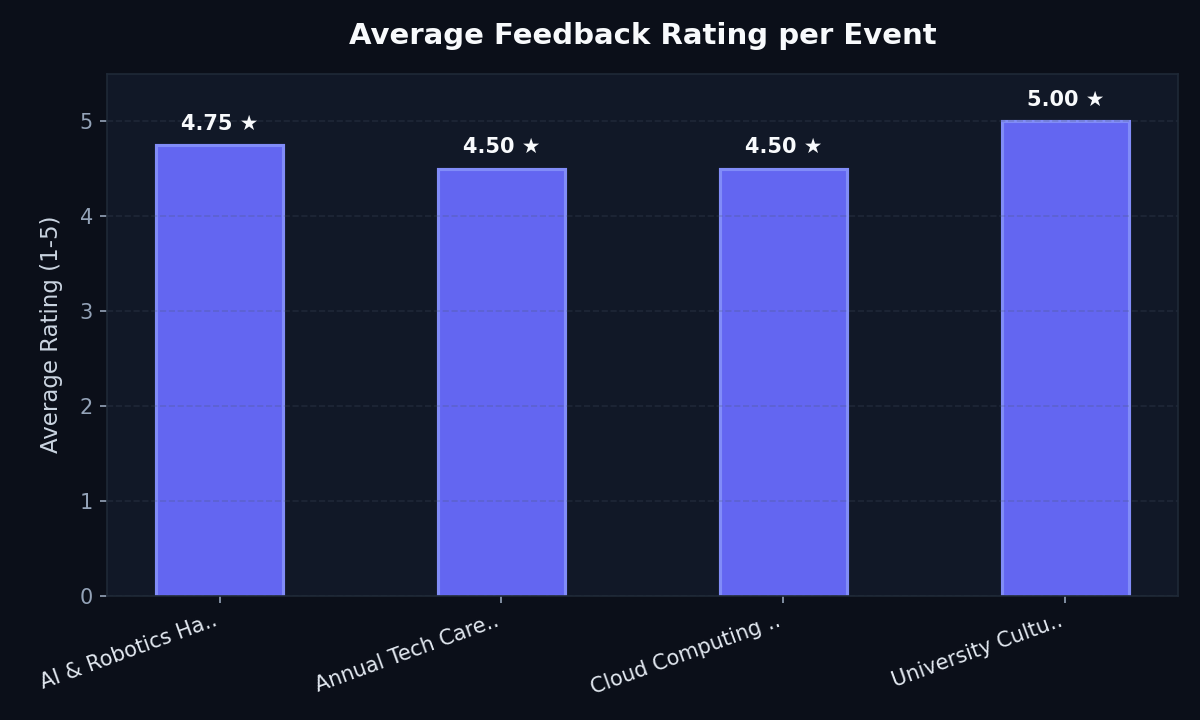 Average Feedback Rating per Event
Average Rating (1-5)
5
4
3
2
1
0
4.75 ★
4.50 ★
4.50 ★
5.00 ★
AI & Robotics Ha..
Annual Tech Care..
Cloud Computing ..
University Cultu..